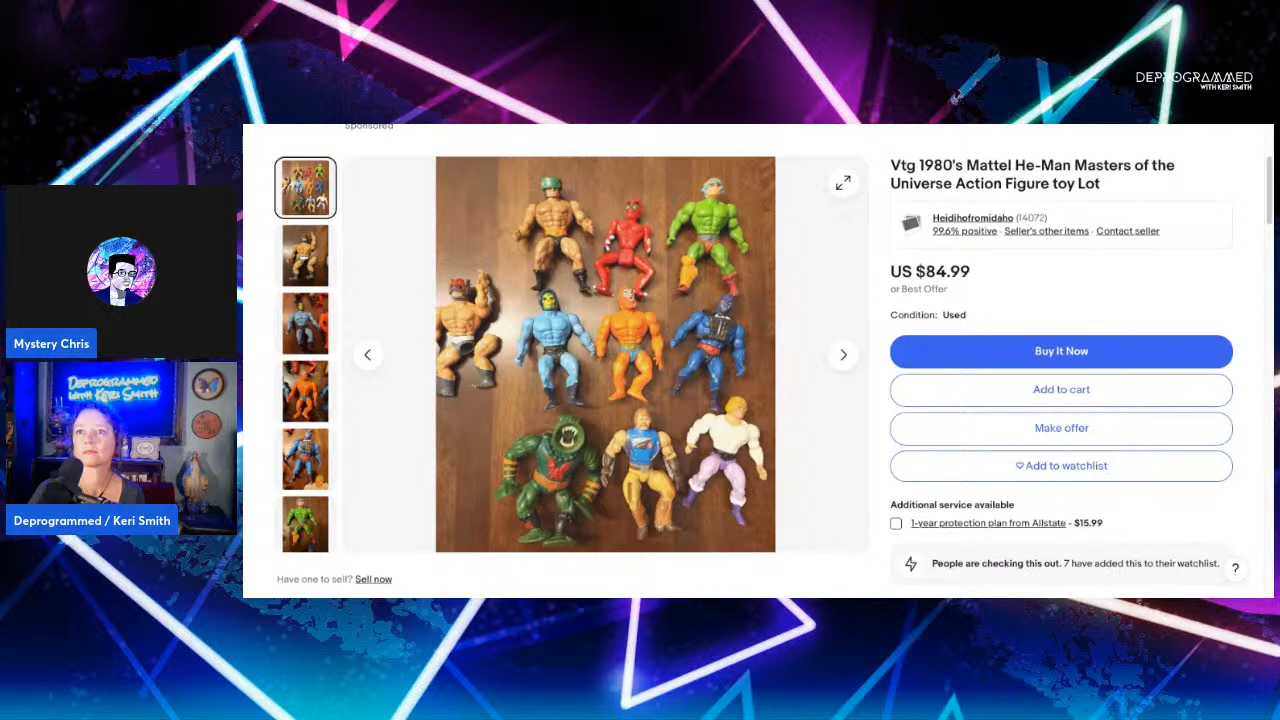 DEPROGRAMMED
WITH KERI SMITH
Sponsored
Vtg 1980's Mattel He-Man Masters of the
Universe Action Figure toy Lot
Heidihofromidaho (14072)
99.6% positive · Seller's other items · Contact seller
US $84.99
or Best Offer
Condition: Used
Buy It Now
Add to cart
Make offer
Add to watchlist
Additional service available
1-year protection plan from Allstate - $15.99
People are checking this out. 7 have added this to their watchlist.
?
Have one to sell? Sell now
Mystery Chris
DEPROGRAMMED
WITH KERI SMITH
Deprogrammed / Keri Smith